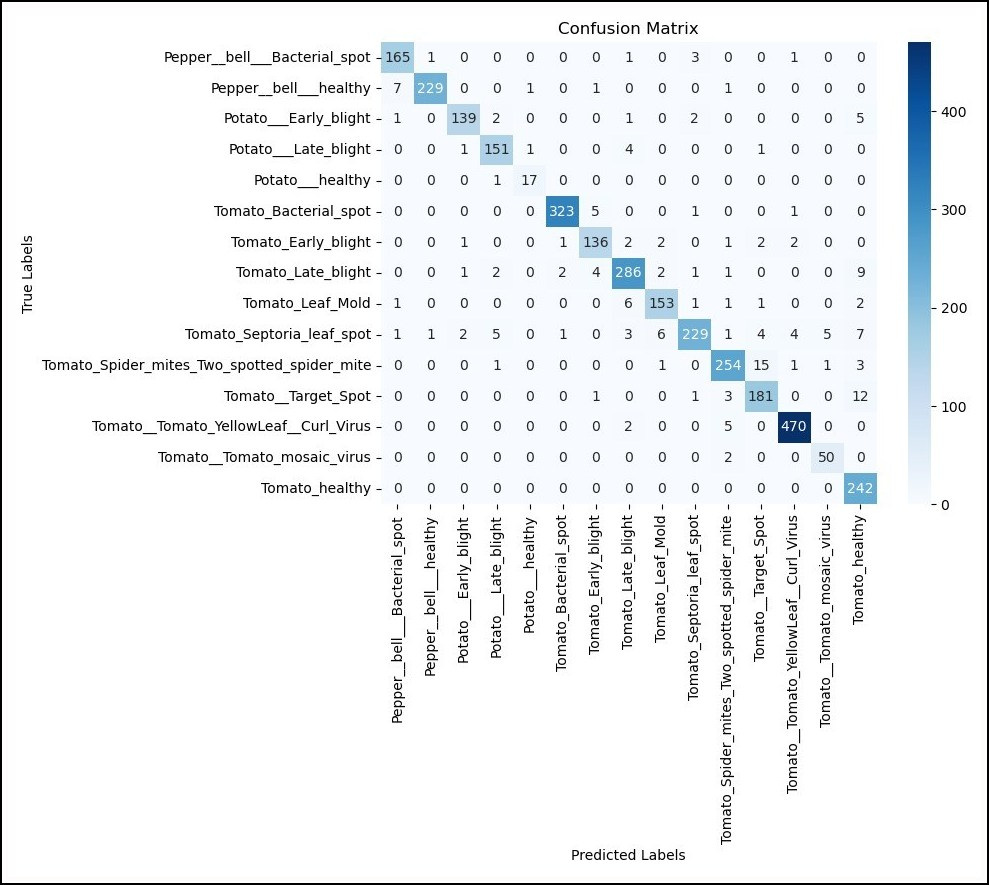 Confusion Matrix
Pepper__bell___Bacterial_spot 165 1 0 0 0 0 0 1 0 3 0 0 1 0 0
Pepper__bell___healthy 7 229 0 0 1 0 1 0 0 0 1 0 0 0 0
Potato___Early_blight 1 0 139 2 0 0 0 1 0 2 0 0 0 0 5
Potato___Late_blight 0 0 1 151 1 0 0 4 0 0 0 1 0 0 0
Potato___healthy 0 0 0 1 17 0 0 0 0 0 0 0 0 0 0
Tomato_Bacterial_spot 0 0 0 0 0 323 5 0 0 1 0 0 1 0 0
Tomato_Early_blight 0 0 1 0 0 1 136 2 2 0 1 2 2 0 0
Tomato_Late_blight 0 0 1 2 0 2 4 286 2 1 1 0 0 0 9
Tomato_Leaf_Mold 1 0 0 0 0 0 0 6 153 1 1 1 0 0 2
Tomato_Septoria_leaf_spot 1 1 2 5 0 1 0 3 6 229 1 4 4 5 7
Tomato_Spider_mites_Two_spotted_spider_mite 0 0 0 1 0 0 0 0 1 0 254 15 1 1 3
Tomato__Target_Spot 0 0 0 0 0 0 1 0 0 1 3 181 0 0 12
Tomato__Tomato_YellowLeaf__Curl_Virus 0 0 0 0 0 0 0 2 0 0 5 0 470 0 0
Tomato__Tomato_mosaic_virus 0 0 0 0 0 0 0 0 0 0 2 0 0 50 0
Tomato_healthy 0 0 0 0 0 0 0 0 0 0 0 0 0 0 242
True Labels
Pepper__bell___Bacterial_spot
Pepper__bell___healthy
Potato___Early_blight
Potato___Late_blight
Potato___healthy
Tomato_Bacterial_spot
Tomato_Early_blight
Tomato_Late_blight
Tomato_Leaf_Mold
Tomato_Septoria_leaf_spot
Tomato_Spider_mites_Two_spotted_spider_mite
Tomato__Target_Spot
Tomato__Tomato_YellowLeaf__Curl_Virus
Tomato__Tomato_mosaic_virus
Tomato_healthy
Predicted Labels
400
300
200
100
0